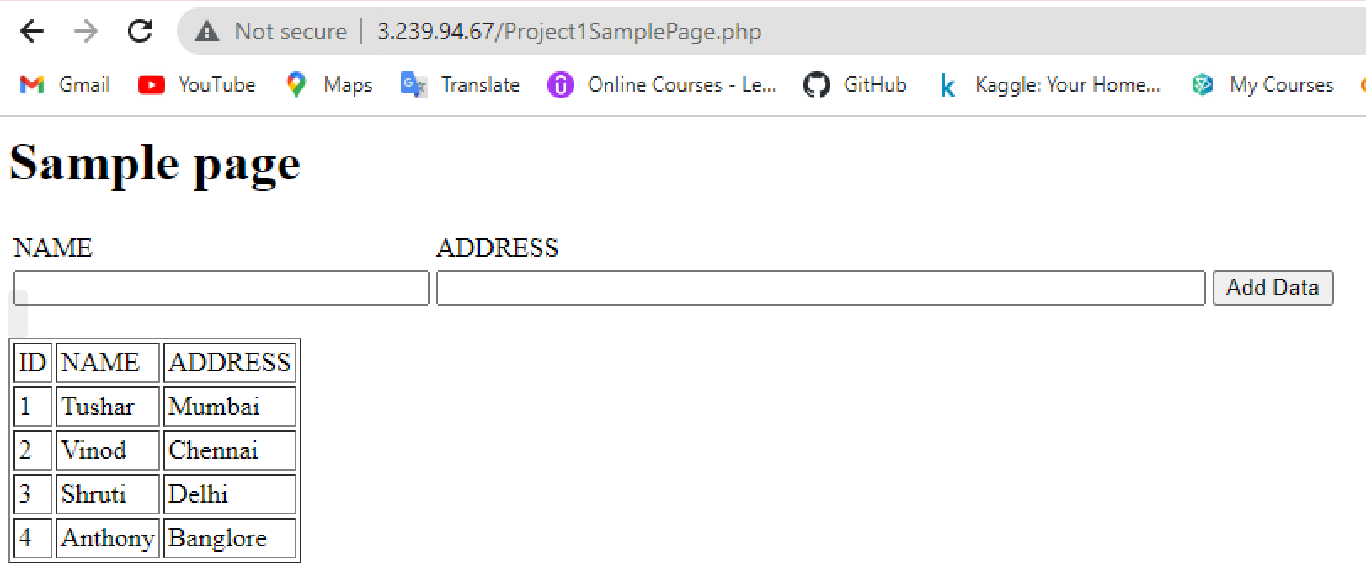 Not secure | 3.239.94.67/Project1SamplePage.php
Gmail YouTube Maps Translate Online Courses - Le... GitHub Kaggle: Your Home... My Courses
Sample page
NAME ADDRESS
Add Data
ID NAME ADDRESS
1 Tushar Mumbai
2 Vinod Chennai
3 Shruti Delhi
4 Anthony Banglore